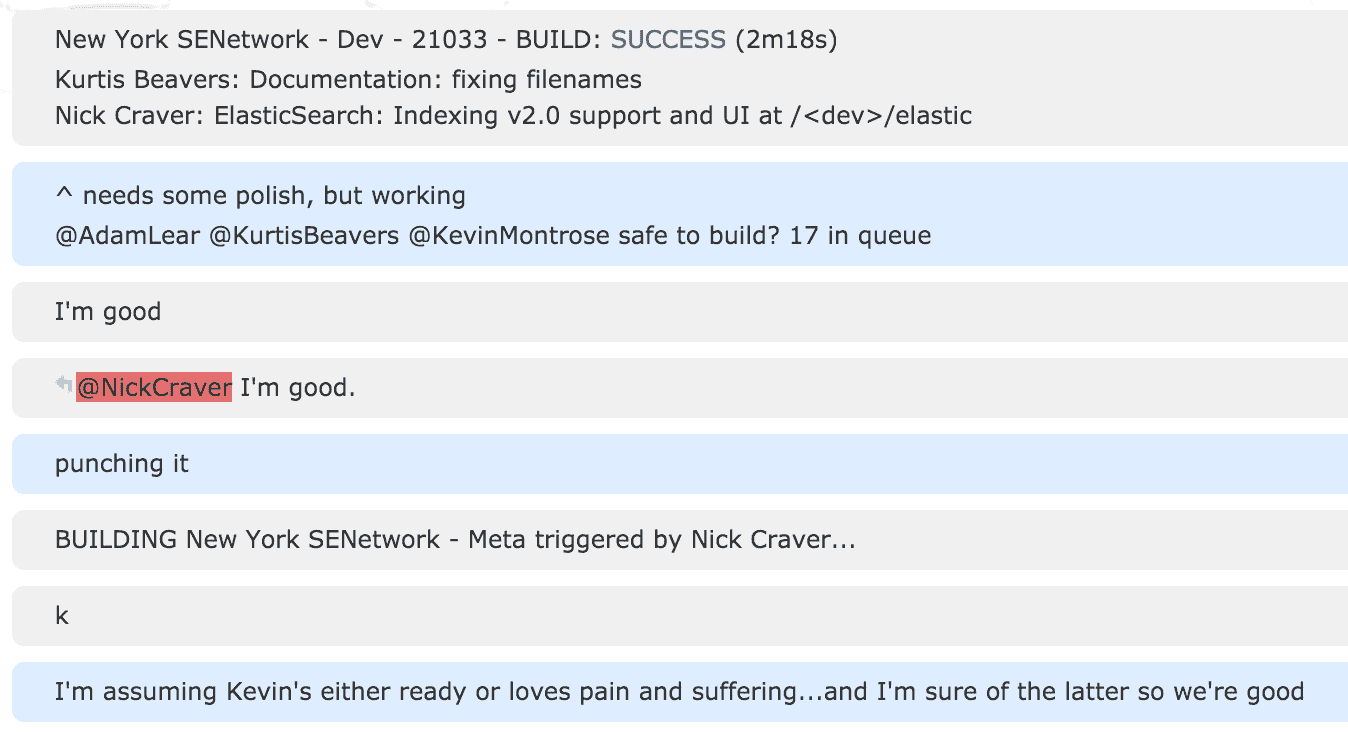 New York SENetwork - Dev - 21033 - BUILD: SUCCESS (2m18s)
Kurtis Beavers: Documentation: fixing filenames
Nick Craver: ElasticSearch: Indexing v2.0 support and UI at /<dev>/elastic
^ needs some polish, but working
@AdamLear @KurtisBeavers @KevinMontrose safe to build? 17 in queue
I'm good
@NickCraver I'm good.
punching it
BUILDING New York SENetwork - Meta triggered by Nick Craver...
k
I'm assuming Kevin's either ready or loves pain and suffering...and I'm sure of the latter so we're good